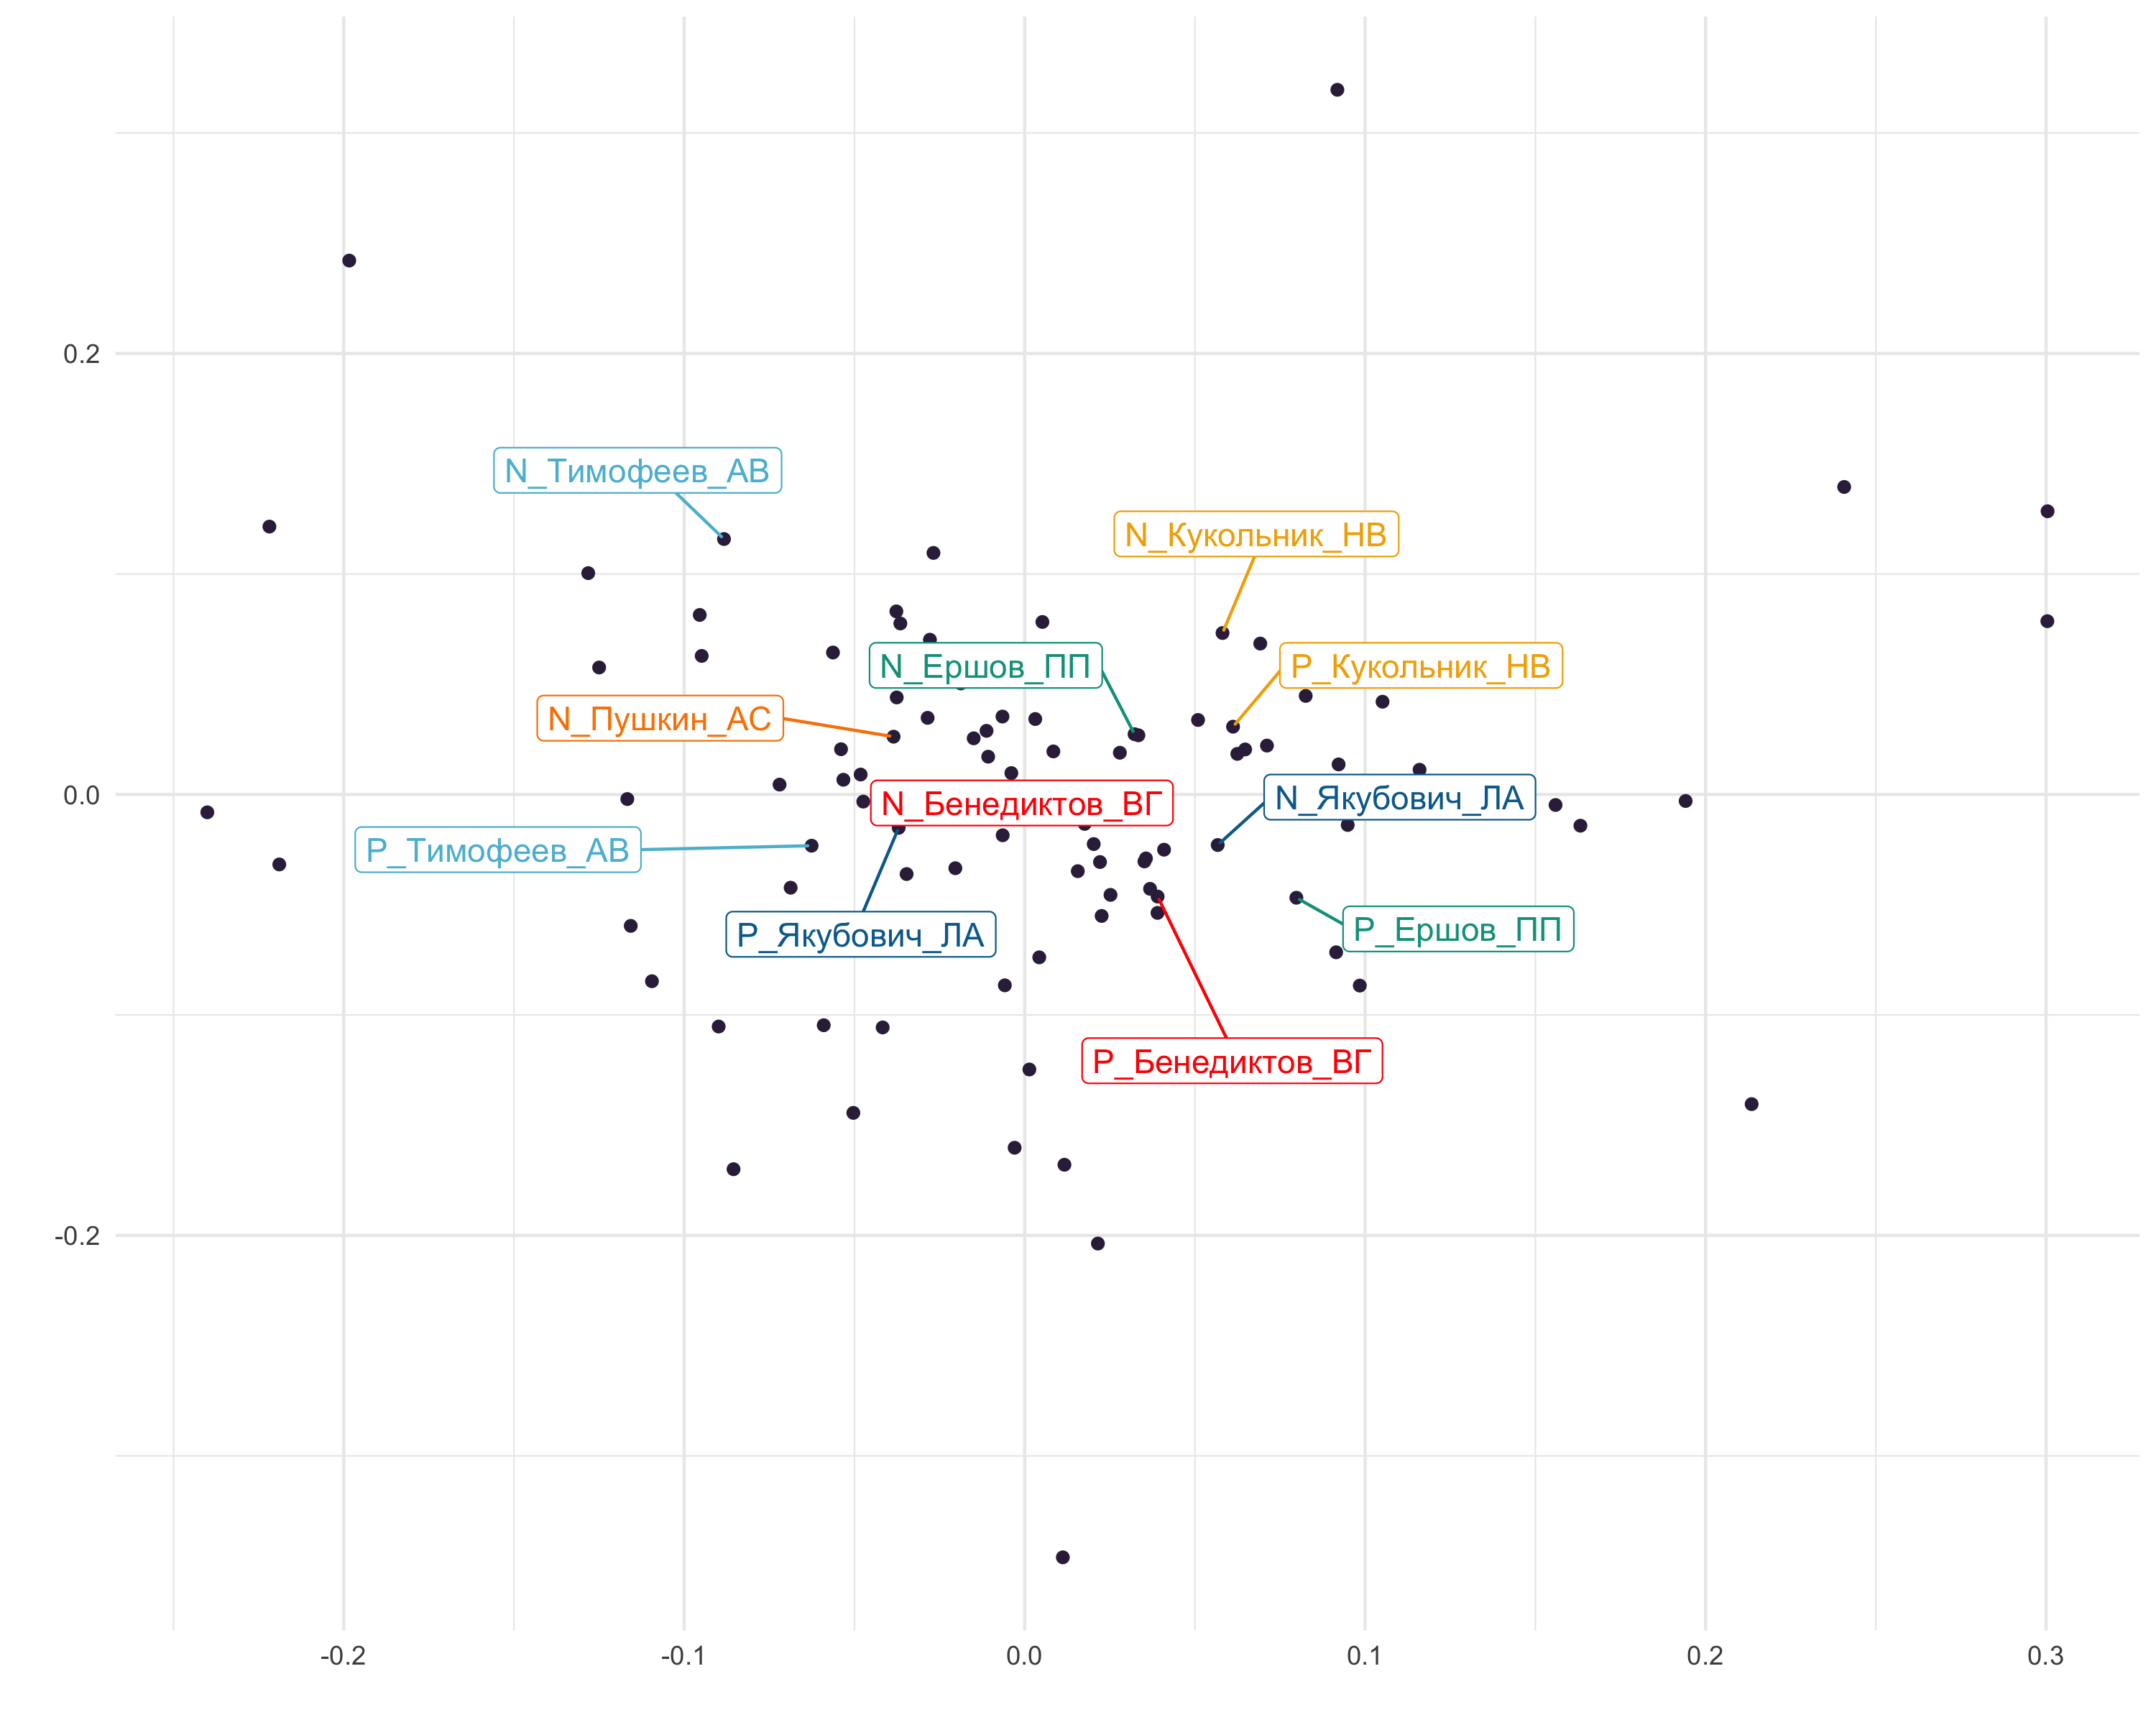 0.2
N_Тимофеев_АВ
N_Кукольник_НВ
N_Ершов_ПП
P_Кукольник_НВ
N_Пушкин_АС
0.0
N_Бенедиктов_ВГ
N_Якубович_ЛА
P_Тимофеев_АВ
P_Якубович_ЛА
P_Ершов_ПП
P_Бенедиктов_ВГ
-0.2
-0.2 -0.1 0.0 0.1 0.2 0.3